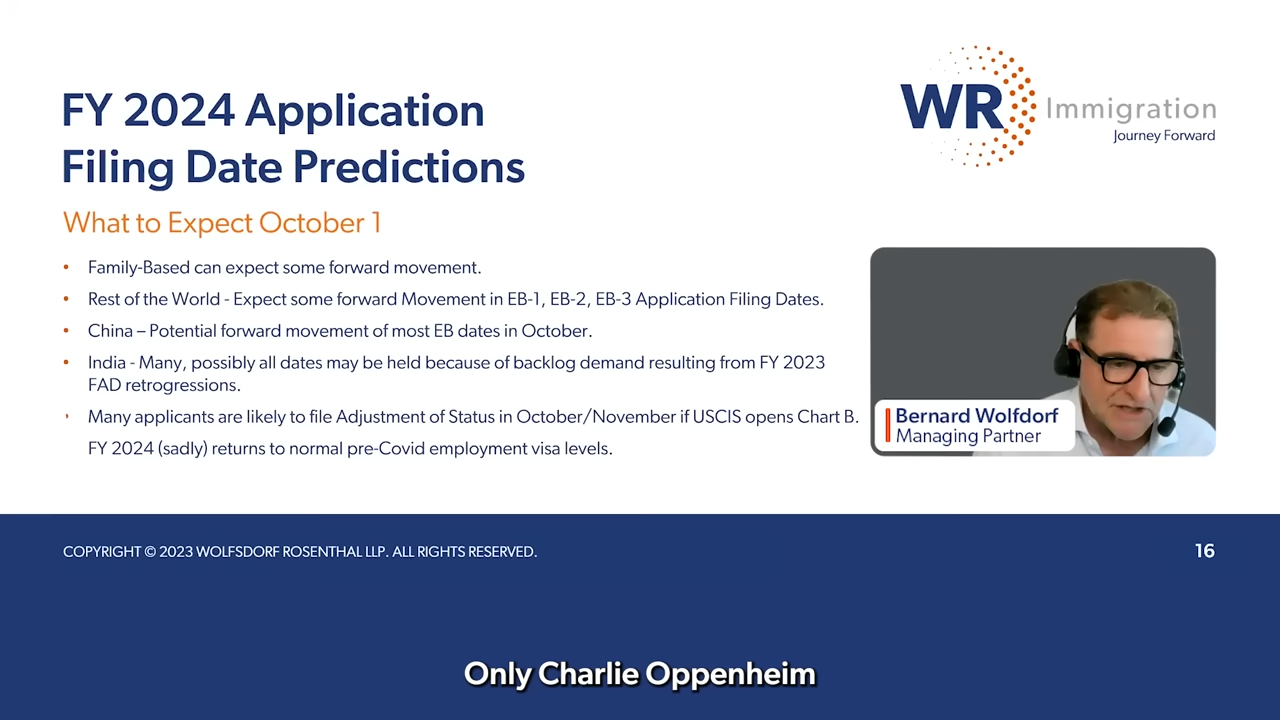 FY 2024 Application
Filing Date Predictions
What to Expect October 1
• Family-Based can expect some forward movement.
• Rest of the World - Expect some forward Movement in EB-1, EB-2, EB-3 Application Filing Dates.
• China – Potential forward movement of most EB dates in October.
• India - Many, possibly all dates may be held because of backlog demand resulting from FY 2023
FAD retrogressions.
• Many applicants are likely to file Adjustment of Status in October/November if USCIS opens Chart B.
FY 2024 (sadly) returns to normal pre-Covid employment visa levels.
WR Immigration
Journey Forward
Bernard Wolfdorf
Managing Partner
COPYRIGHT © 2023 WOLFSDORF ROSENTHAL LLP. ALL RIGHTS RESERVED.
16
Only Charlie Oppenheim